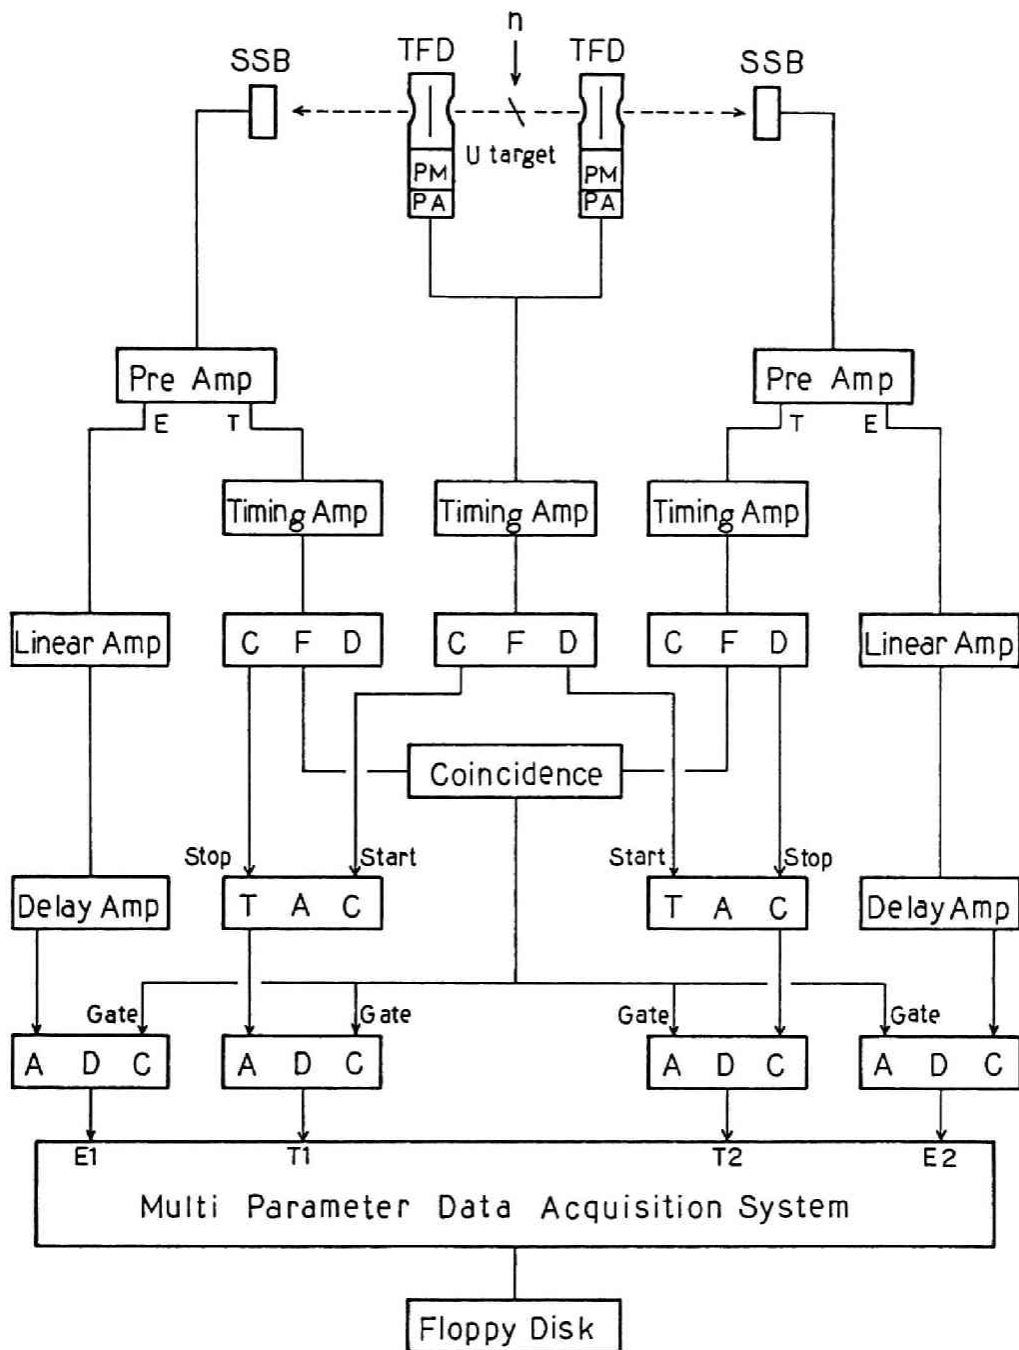 n
SSB TFD TFD SSB
U target
PM PM
PA PA
Pre Amp Pre Amp
E T T E
Timing Amp Timing Amp Timing Amp
Linear Amp C F D C F D C F D Linear Amp
Coincidence
Stop Start Start Stop
Delay Amp T A C T A C Delay Amp
Gate Gate Gate Gate
A D C A D C A D C A D C
E1 T1 T2 E2
Multi Parameter Data Acquisition System
Floppy Disk